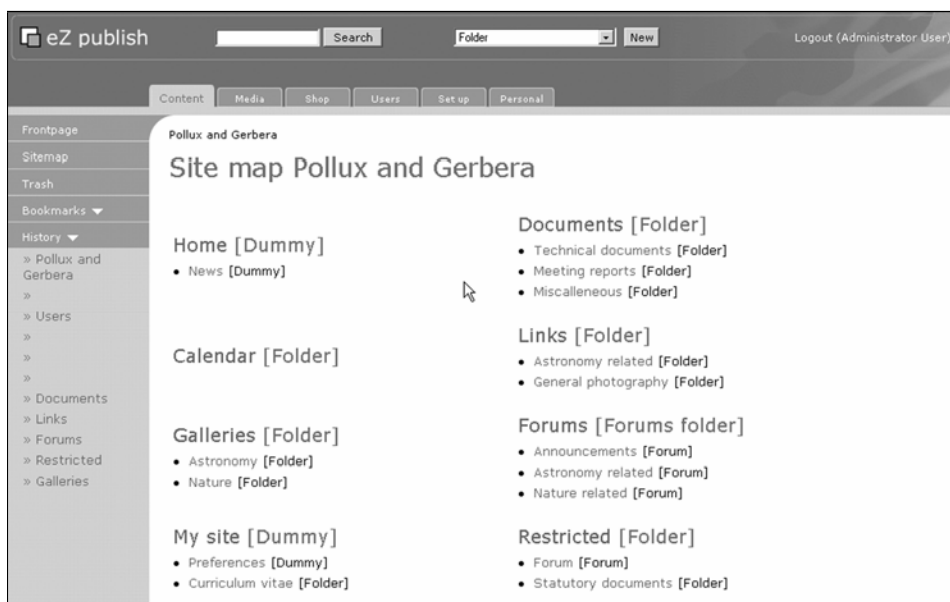 eZ publish
Search
Folder
New
Logout (Administrator User)
Content
Media
Shop
Users
Set up
Personal
Frontpage
Sitemap
Trash
Bookmarks
History
» Pollux and
Gerbera
»
» Users
»
»
»
» Documents
» Links
» Forums
» Restricted
» Galleries
Pollux and Gerbera
Site map Pollux and Gerbera
Home [Dummy]
• News [Dummy]
Documents [Folder]
• Technical documents [Folder]
• Meeting reports [Folder]
• Miscalleneous [Folder]
Calendar [Folder]
Links [Folder]
• Astronomy related [Folder]
• General photography [Folder]
Galleries [Folder]
• Astronomy [Folder]
• Nature [Folder]
Forums [Forums folder]
• Announcements [Forum]
• Astronomy related [Forum]
• Nature related [Forum]
My site [Dummy]
• Preferences [Dummy]
• Curriculum vitae [Folder]
Restricted [Folder]
• Forum [Forum]
• Statutory documents [Folder]